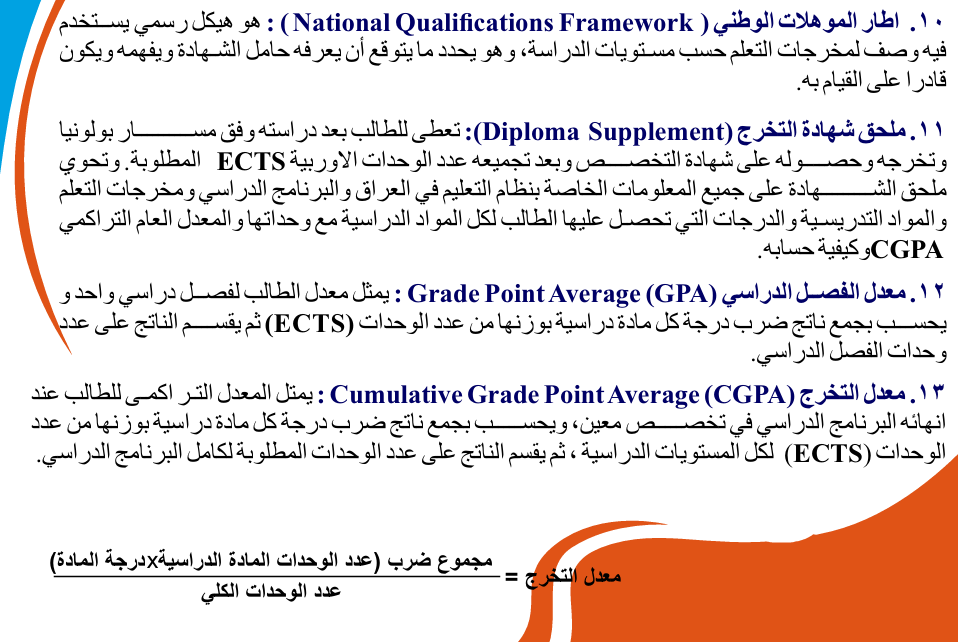 ١٠. اطار الموهلات الوطني ( National Qualifications Framework ) : هو هيكل رسمي يستخدم
فيه وصف لمخرجات التعلم حسب مستويات الدراسة، وهو يحدد ما يتوقع أن يعرفه حامل الشهادة ويفهمه ويكون
قادرا على القيام به.
١١. ملحق شهادة التخرج (Diploma Supplement): تعطى للطالب بعد دراسته وفق مسار بولونيا
وتخرجه وحصوله على شهادة التخصص وبعد تجميعه عدد الوحدات الاوربية ECTS المطلوبة. وتحوي
ملحق الشهادة على جميع المعلومات الخاصة بنظام التعليم في العراق والبرنامج الدراسي ومخرجات التعلم
والمواد التدريسية والدرجات التي تحصل عليها الطالب لكل المواد الدراسية مع وحداتها والمعدل العام التراكمي
CGPA وكيفية حسابه.
١٢. معدل الفصل الدراسي Grade Point Average (GPA) : يمثل معدل الطالب لفصل دراسي واحد و
يحسب بجمع ناتج ضرب درجة كل مادة دراسية بوزنها من عدد الوحدات (ECTS) ثم يقسم الناتج على عدد
وحدات الفصل الدراسي.
١٣. معدل التخرج Cumulative Grade Point Average (CGPA) : يمثل المعدل التراكمي للطالب عند
انهائه البرنامج الدراسي في تخصص معين، ويحسب بجمع ناتج ضرب درجة كل مادة دراسية بوزنها من عدد
الوحدات (ECTS) لكل المستويات الدراسية ، ثم يقسم الناتج على عدد الوحدات المطلوبة لكامل البرنامج الدراسي.
مجموع ضرب (عدد الوحدات المادة الدراسيةxدرجة المادة)
معدل التخرج =
عدد الوحدات الكلي